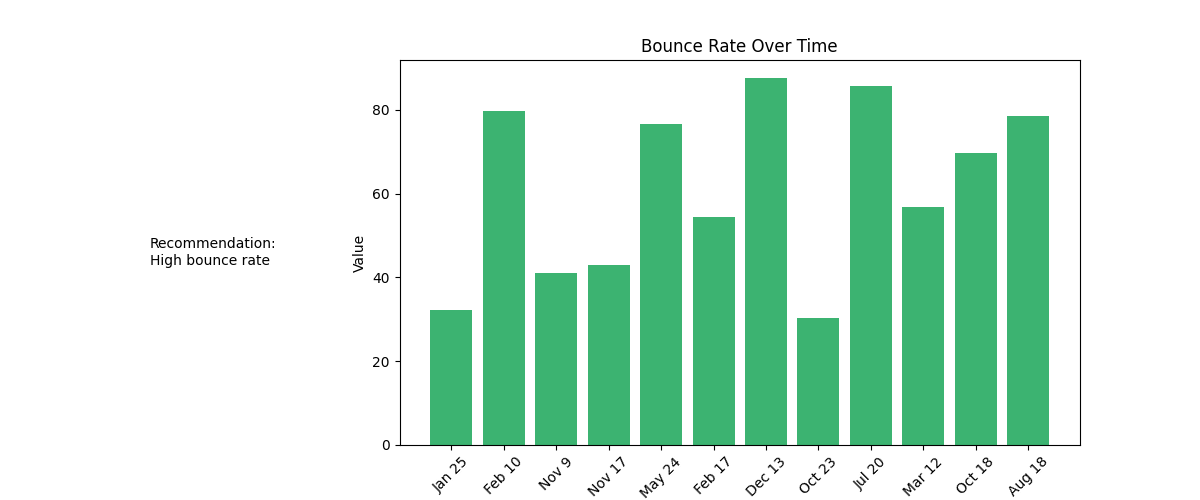 Bounce Rate Over Time
Recommendation:
High bounce rate
Value
80
60
40
20
0
Jan 25
Feb 10
Nov 9
Nov 17
May 24
Feb 17
Dec 13
Oct 23
Jul 20
Mar 12
Oct 18
Aug 18